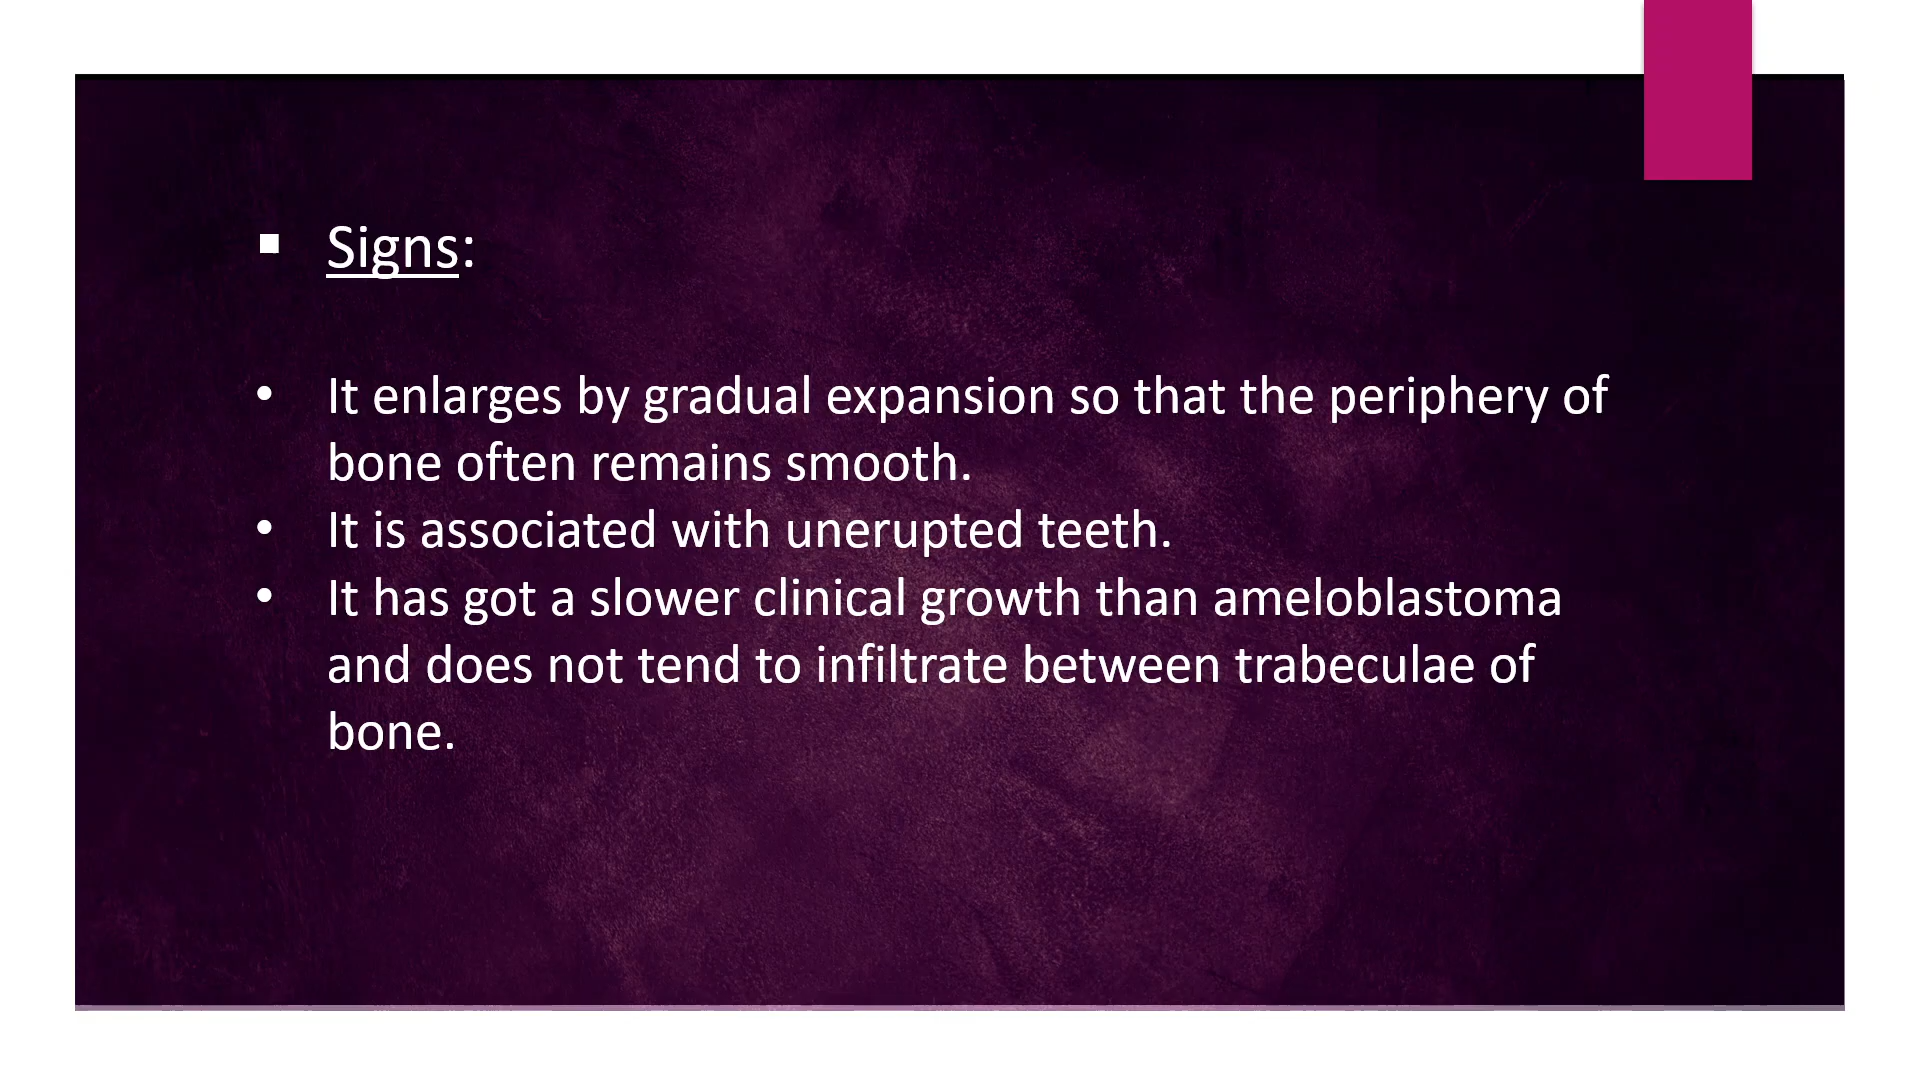 ▪ Signs:
• It enlarges by gradual expansion so that the periphery of
bone often remains smooth.
• It is associated with unerupted teeth.
• It has got a slower clinical growth than ameloblastoma
and does not tend to infiltrate between trabeculae of
bone.